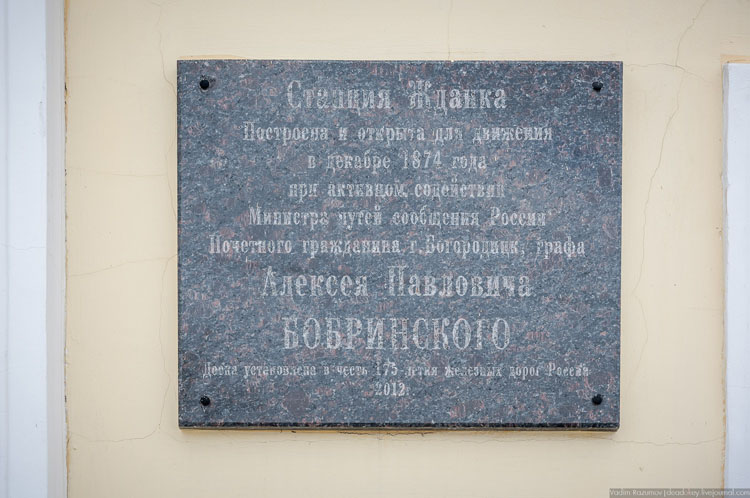 Станция Жданка
Построена и открыта для движения
в декабре 1874 года
при активном содействии
Министра путей сообщения России
Почетного гражданина г. Богородицк, графа
Алексея Павловича
БОБРИНСКОГО
Доска установлена в честь 175-летия железных дорог России
2012г.
Vadim Razumov | deadokey.livejournal.com